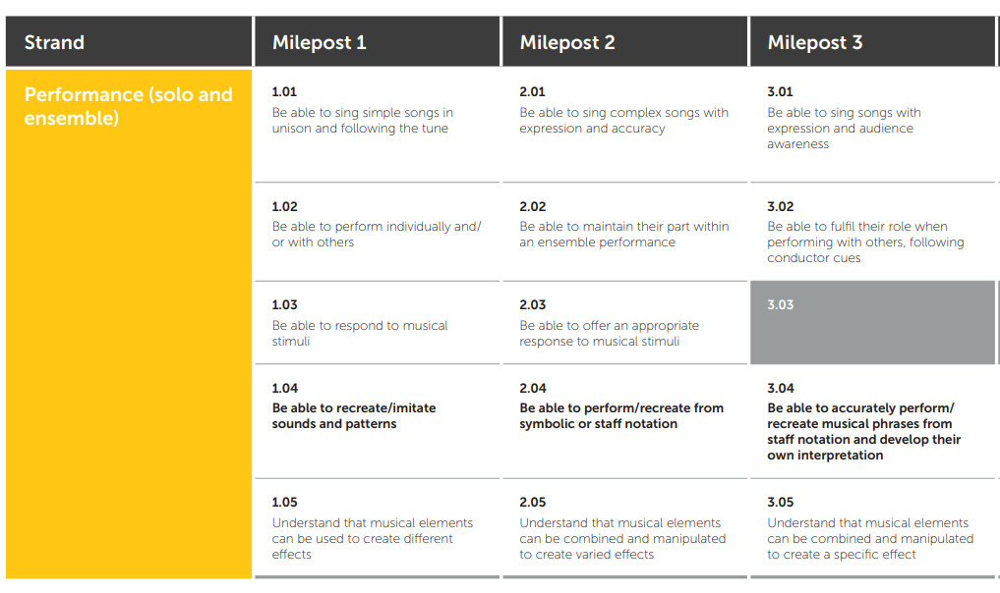 Strand
Milepost 1
Milepost 2
Milepost 3
Performance (solo and
ensemble)
1.01
Be able to sing simple songs in
unison and following the tune
2.01
Be able to sing complex songs with
expression and accuracy
3.01
Be able to sing songs with
expression and audience
awareness
1.02
Be able to perform individually and/
or with others
2.02
Be able to maintain their part within
an ensemble performance
3.02
Be able to fulfil their role when
performing with others, following
conductor cues
1.03
Be able to respond to musical
stimuli
2.03
Be able to offer an appropriate
response to musical stimuli
3.03
1.04
Be able to recreate/imitate
sounds and patterns
2.04
Be able to perform/recreate from
symbolic or staff notation
3.04
Be able to accurately perform/
recreate musical phrases from
staff notation and develop their
own interpretation
1.05
Understand that musical elements
can be used to create different
effects
2.05
Understand that musical elements
can be combined and manipulated
to create varied effects
3.05
Understand that musical elements
can be combined and manipulated
to create a specific effect